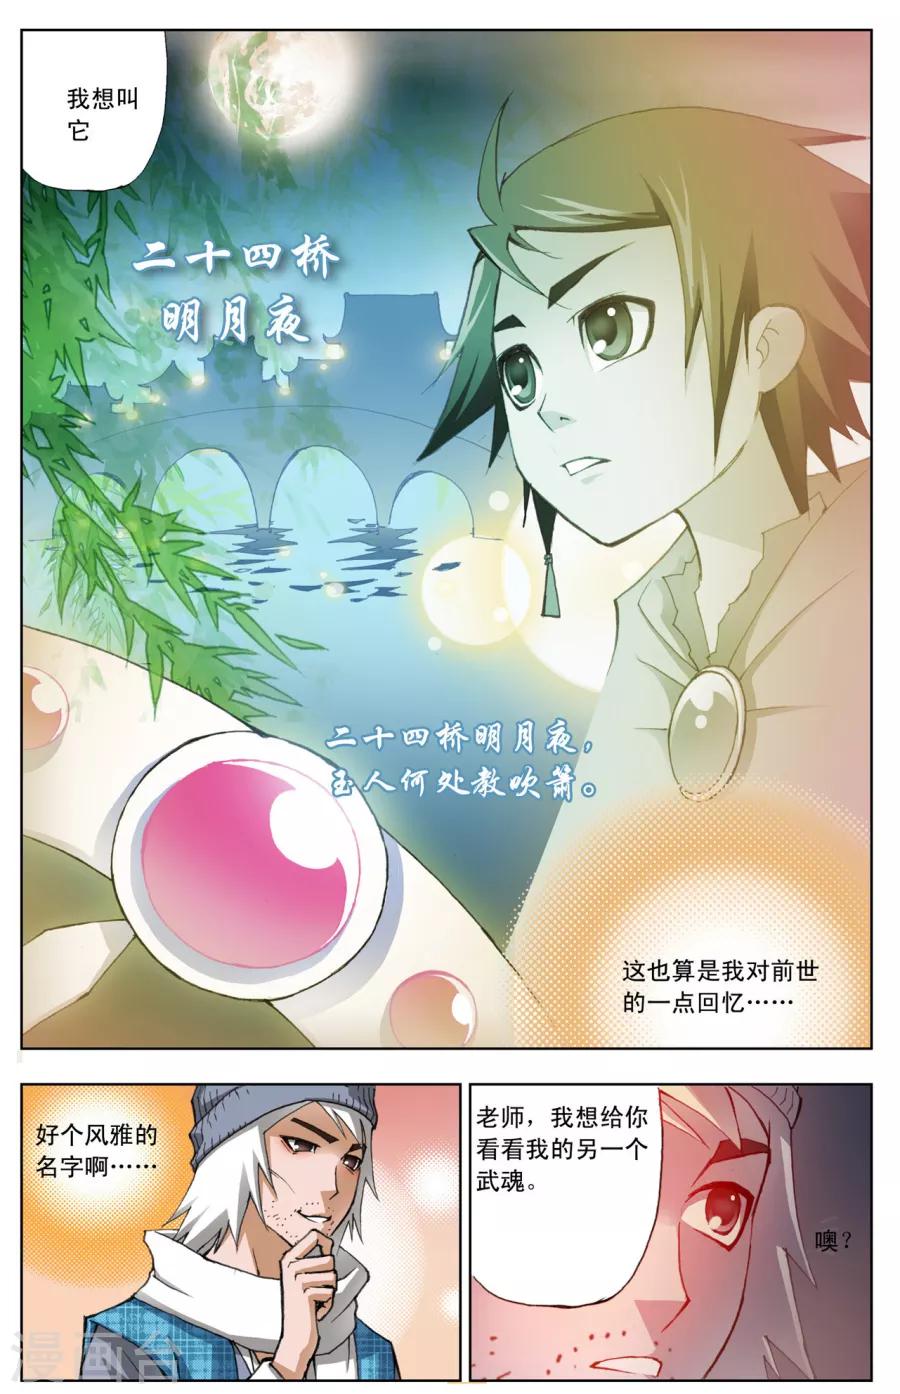 我想叫
它
二十四桥
明月夜
二十四桥明月夜，
玉人何处教吹箫。
这也算是我对前世
的一点回忆……
好个风雅的
名字啊……
老师，我想给你
看看我的另一个
武魂。
噢？
漫画台